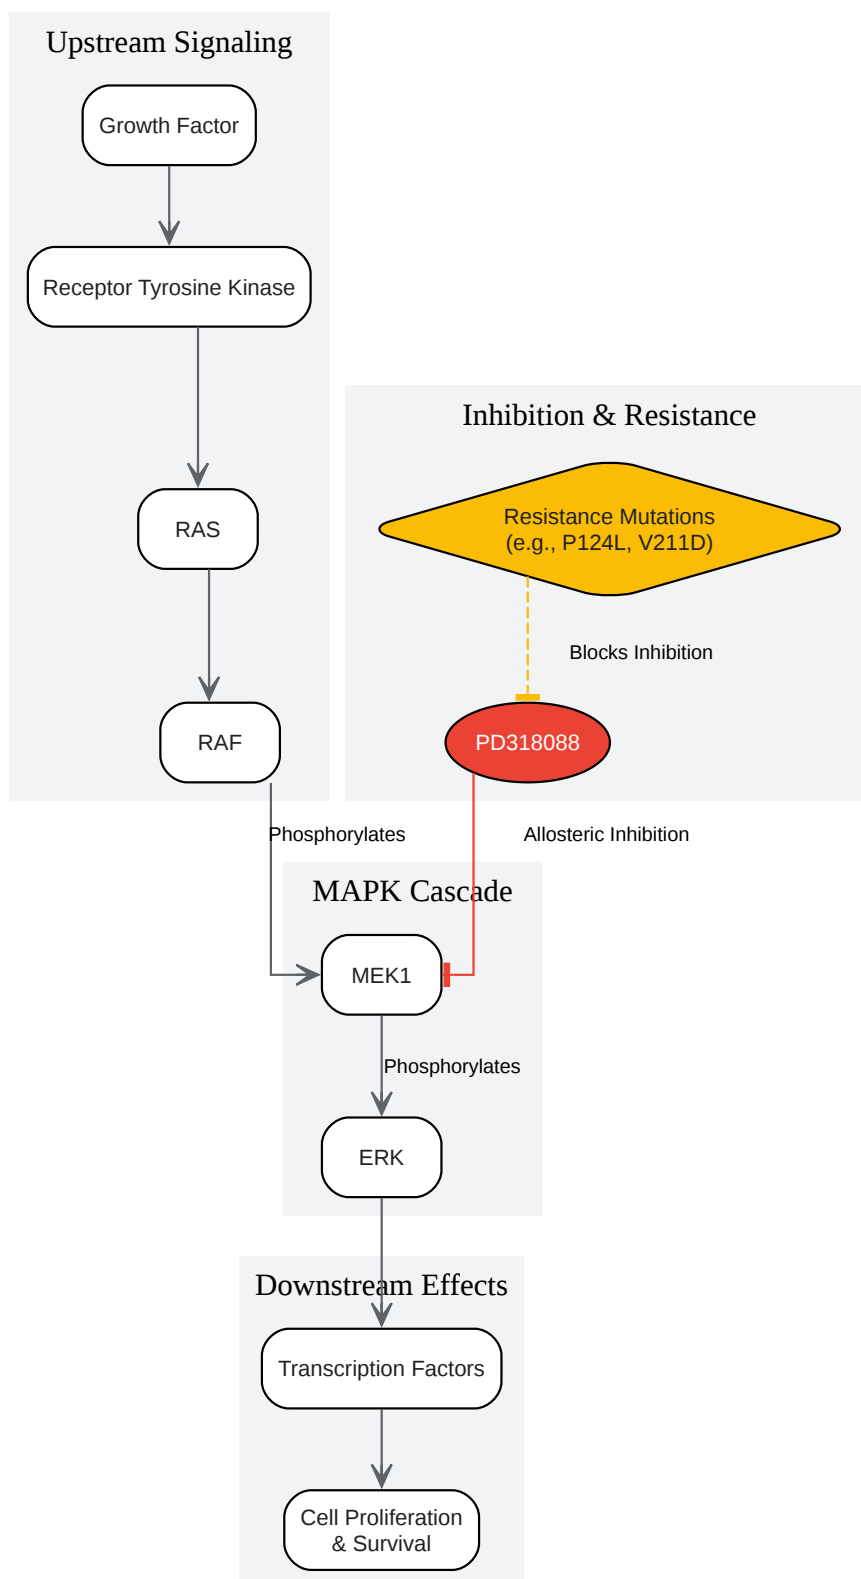 Upstream Signaling
Growth Factor
Receptor Tyrosine Kinase
RAS
RAF
Inhibition & Resistance
Resistance Mutations
(e.g., P124L, V211D)
Blocks Inhibition
PD318088
Phosphorylates
Allosteric Inhibition
MAPK Cascade
MEK1
Phosphorylates
ERK
Downstream Effects
Transcription Factors
Cell Proliferation
& Survival